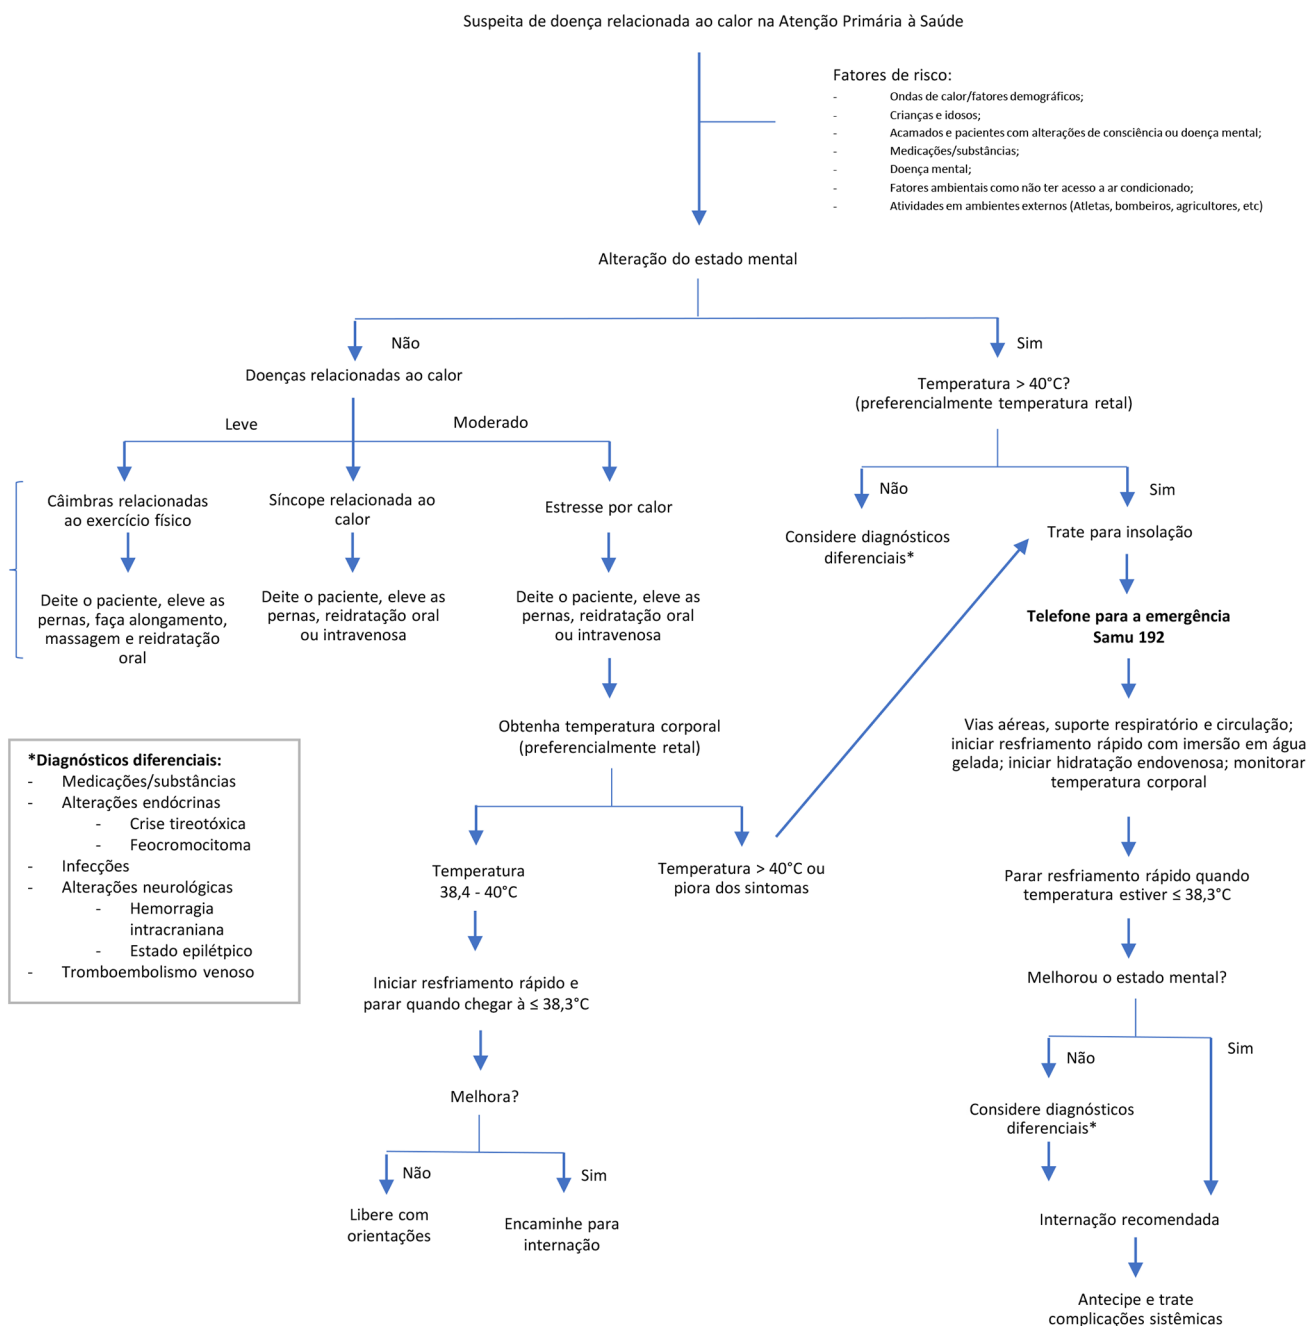 Suspeita de doença relacionada ao calor na Atenção Primária à Saúde
Fatores de risco:
- Ondas de calor/fatores demográficos;
- Crianças e idosos;
- Acamados e pacientes com alterações de consciência ou doença mental;
- Medicações/substâncias;
- Doença mental;
- Fatores ambientais como não ter acesso a ar condicionado;
- Atividades em ambientes externos (Atletas, bombeiros, agricultores, etc)
Alteração do estado mental
Não
Sim
Doenças relacionadas ao calor
Leve
Moderado
Câimbras relacionadas
ao exercício físico
Deite o paciente, eleve as
pernas, faça alongamento,
massagem e reidratação
oral
Síncope relacionada ao
calor
Deite o paciente, eleve as
pernas, reidratação oral
ou intravenosa
Estresse por calor
Deite o paciente, eleve as
pernas, reidratação oral
ou intravenosa
Obtenha temperatura corporal
(preferencialmente retal)
Temperatura
38,4 - 40°C
Temperatura > 40°C ou
piora dos sintomas
Iniciar resfriamento rápido e
parar quando chegar à ≤ 38,3°C
Melhora?
Não
Sim
Libere com
orientações
Encaminhe para
internação
Temperatura > 40°C?
(preferencialmente temperatura retal)
Não
Sim
Considere diagnósticos
diferenciais*
Trate para insolação
Telefone para a emergência
Samu 192
Vias aéreas, suporte respiratório e circulação;
iniciar resfriamento rápido com imersão em água
gelada; iniciar hidratação endovenosa; monitorar
temperatura corporal
Parar resfriamento rápido quando
temperatura estiver ≤ 38,3°C
Melhorou o estado mental?
Não
Sim
Considere diagnósticos
diferenciais*
Internação recomendada
Antecipe e trate
complicações sistêmicas
*Diagnósticos diferenciais:
- Medicações/substâncias
- Alterações endócrinas
- Crise tireotóxica
- Feocromocitoma
- Infecções
- Alterações neurológicas
- Hemorragia
intracraniana
- Estado epilétpico
- Tromboembolismo venoso